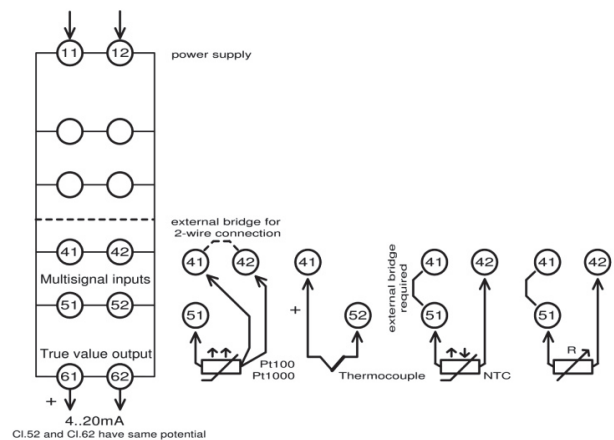 11 12
power supply
external bridge for
2-wire connection
41 42
Multisignal inputs
51 52
True value output
61 62
+
4..20mA
Cl.52 and Cl.62 have same potential
41 42
51
Pt100
Pt1000
41
+
52
Thermocouple
external bridge
required
41 42
51
NTC
41 42
51
R